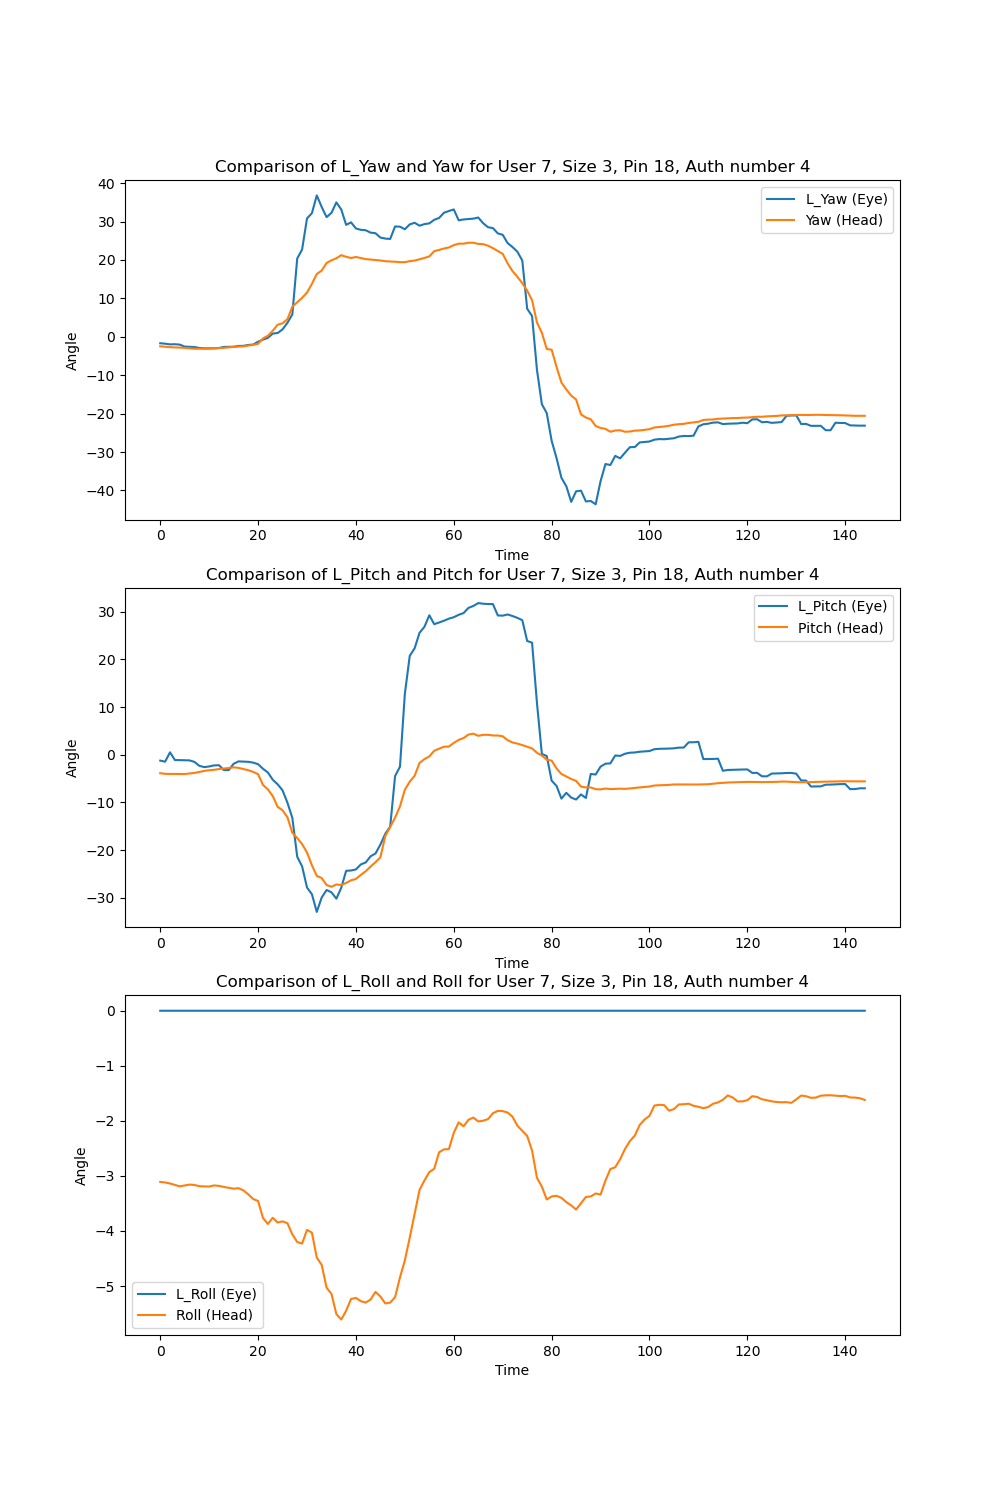 Comparison of L_Yaw and Yaw for User 7, Size 3, Pin 18, Auth number 4
40
30
20
10
0
−10
−20
−30
−40
Angle
L_Yaw (Eye)
Yaw (Head)
0 20 40 60 80 100 120 140
Time
Comparison of L_Pitch and Pitch for User 7, Size 3, Pin 18, Auth number 4
30
20
10
0
−10
−20
−30
Angle
L_Pitch (Eye)
Pitch (Head)
0 20 40 60 80 100 120 140
Time
Comparison of L_Roll and Roll for User 7, Size 3, Pin 18, Auth number 4
0
−1
−2
−3
−4
−5
Angle
L_Roll (Eye)
Roll (Head)
0 20 40 60 80 100 120 140
Time